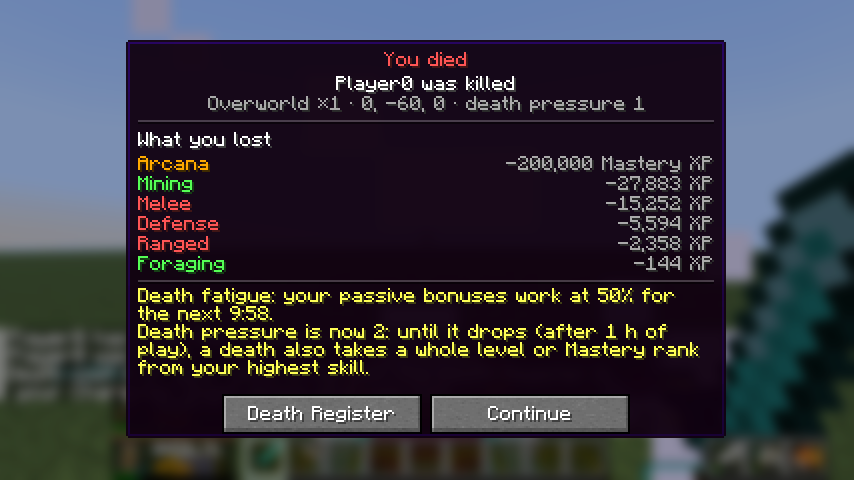 You died
Player0 was killed
Overworld ×1 · 0, -60, 0 · death pressure 1
What you lost
Arcana -200,000 Mastery XP
Mining -27,883 XP
Melee -15,252 XP
Defense -5,594 XP
Ranged -2,358 XP
Foraging -144 XP
Death fatigue: your passive bonuses work at 50% for
the next 9:58.
Death pressure is now 2: until it drops (after 1 h of
play), a death also takes a whole level or Mastery rank
from your highest skill.
Death Register Continue